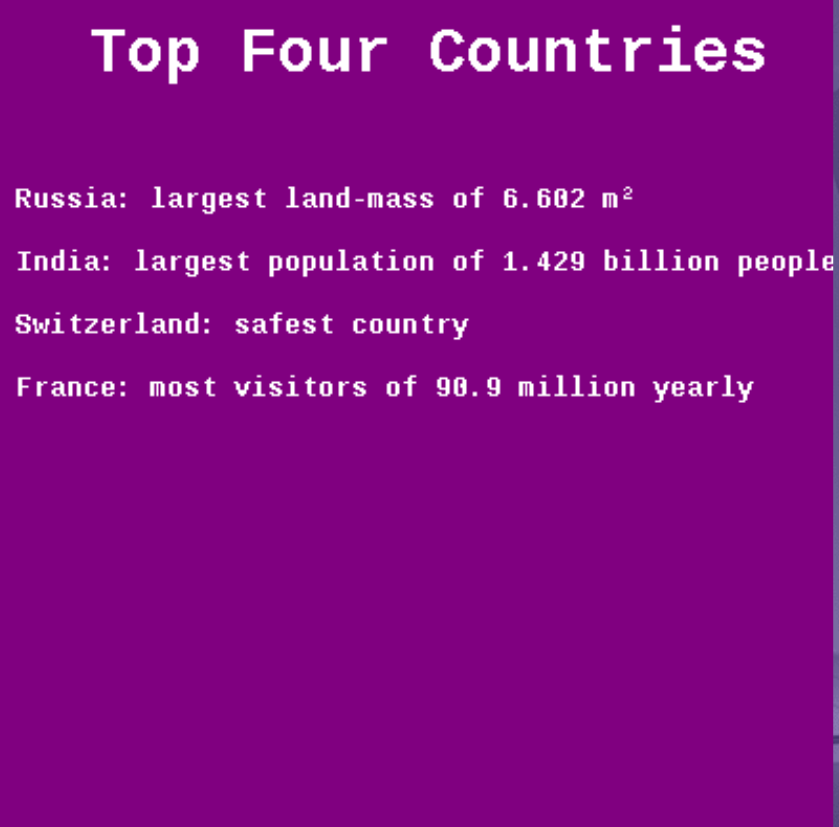 Top Four Countries
Russia: largest land-mass of 6.602 m²
India: largest population of 1.429 billion people
Switzerland: safest country
France: most visitors of 90.9 million yearly